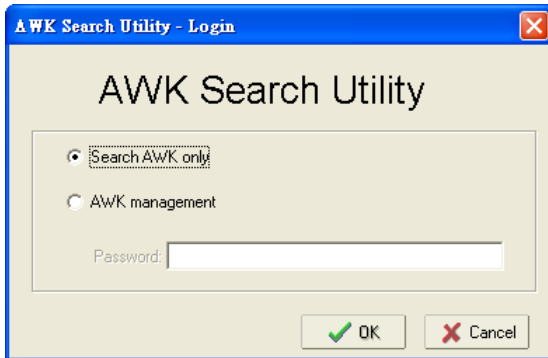 AWK Search Utility - Login
AWK Search Utility
Search AWK only
AWK management
Password:
OK Cancel